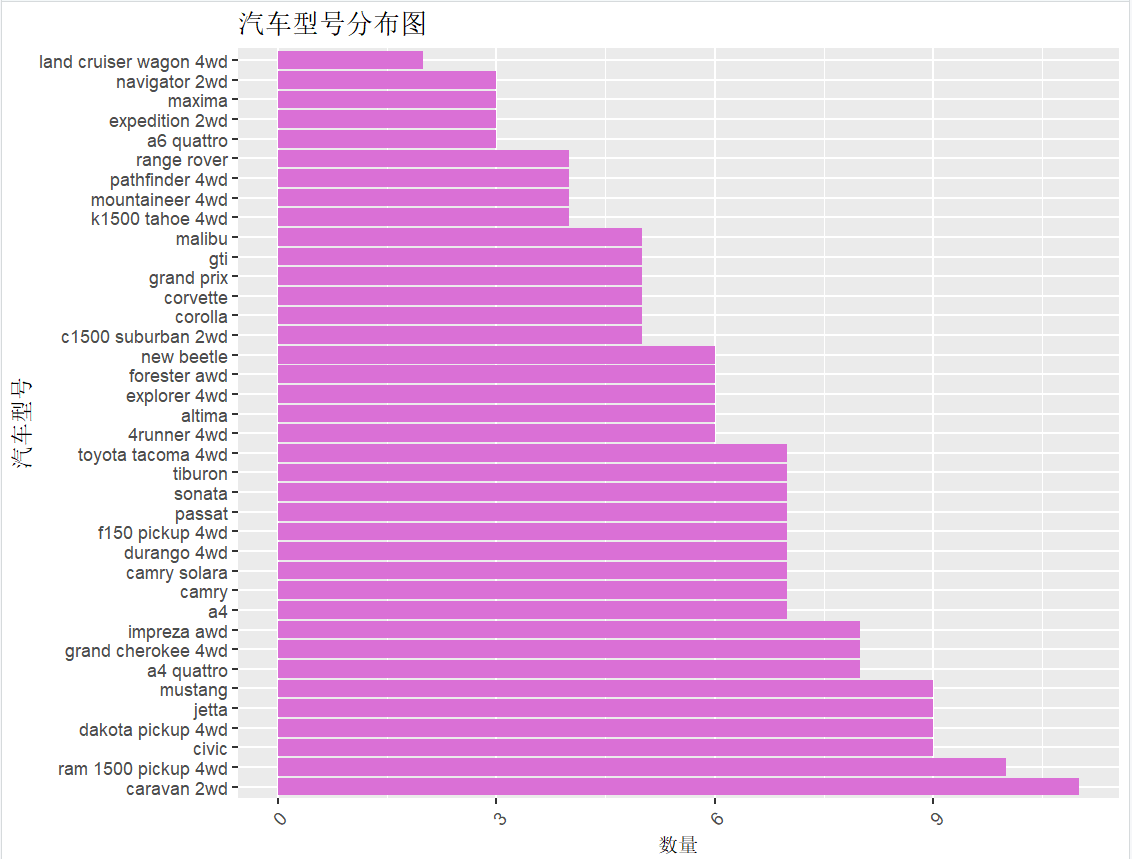 汽车型号分布图
land cruiser wagon 4wd
navigator 2wd
maxima
expedition 2wd
a6 quattro
range rover
pathfinder 4wd
mountaineer 4wd
k1500 tahoe 4wd
malibu
gti
grand prix
corvette
corolla
c1500 suburban 2wd
new beetle
forester awd
explorer 4wd
altima
4runner 4wd
toyota tacoma 4wd
tiburon
sonata
passat
f150 pickup 4wd
durango 4wd
camry solara
camry
a4
impreza awd
grand cherokee 4wd
a4 quattro
mustang
jetta
dakota pickup 4wd
civic
ram 1500 pickup 4wd
caravan 2wd
汽车型号
0 3 6 9
数量